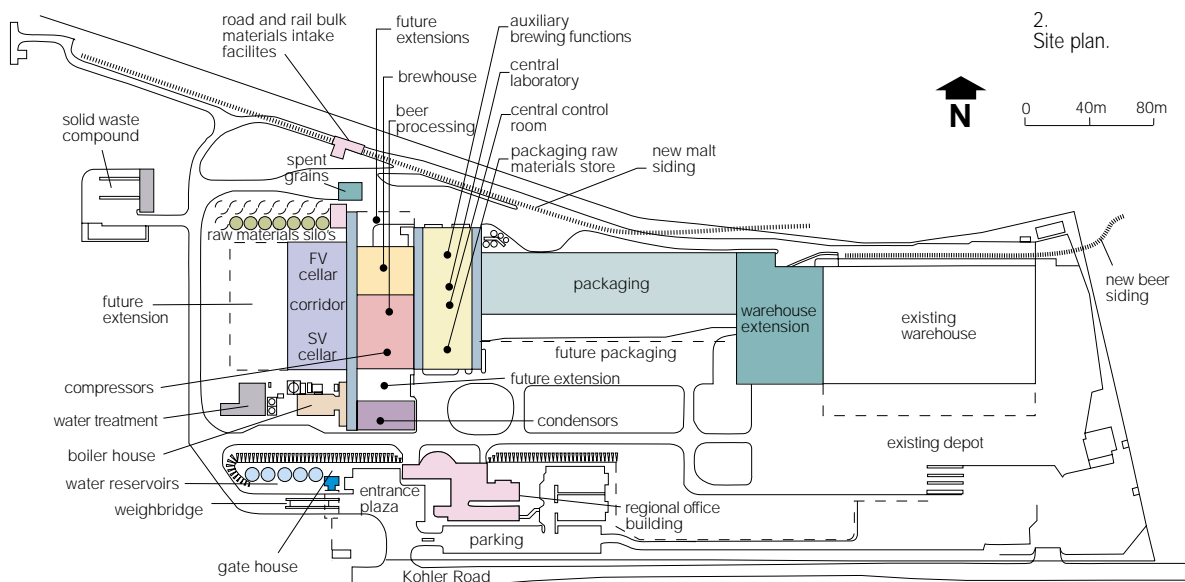 2.
Site plan.
N
0 40m 80m
road and rail bulk
materials intake
facilites
future
extensions
brewhouse
beer
processing
auxiliary
brewing functions
central
laboratory
central control
room
packaging raw
materials store
new malt
siding
solid waste
compound
spent
grains
raw materials silo's
FV
cellar
corridor
SV
cellar
future
extension
packaging
warehouse
extension
existing
warehouse
new beer
siding
future packaging
compressors
future extension
water treatment
condensors
boiler house
existing depot
water reservoirs
entrance
plaza
weighbridge
regional office
building
parking
gate house
Kohler Road